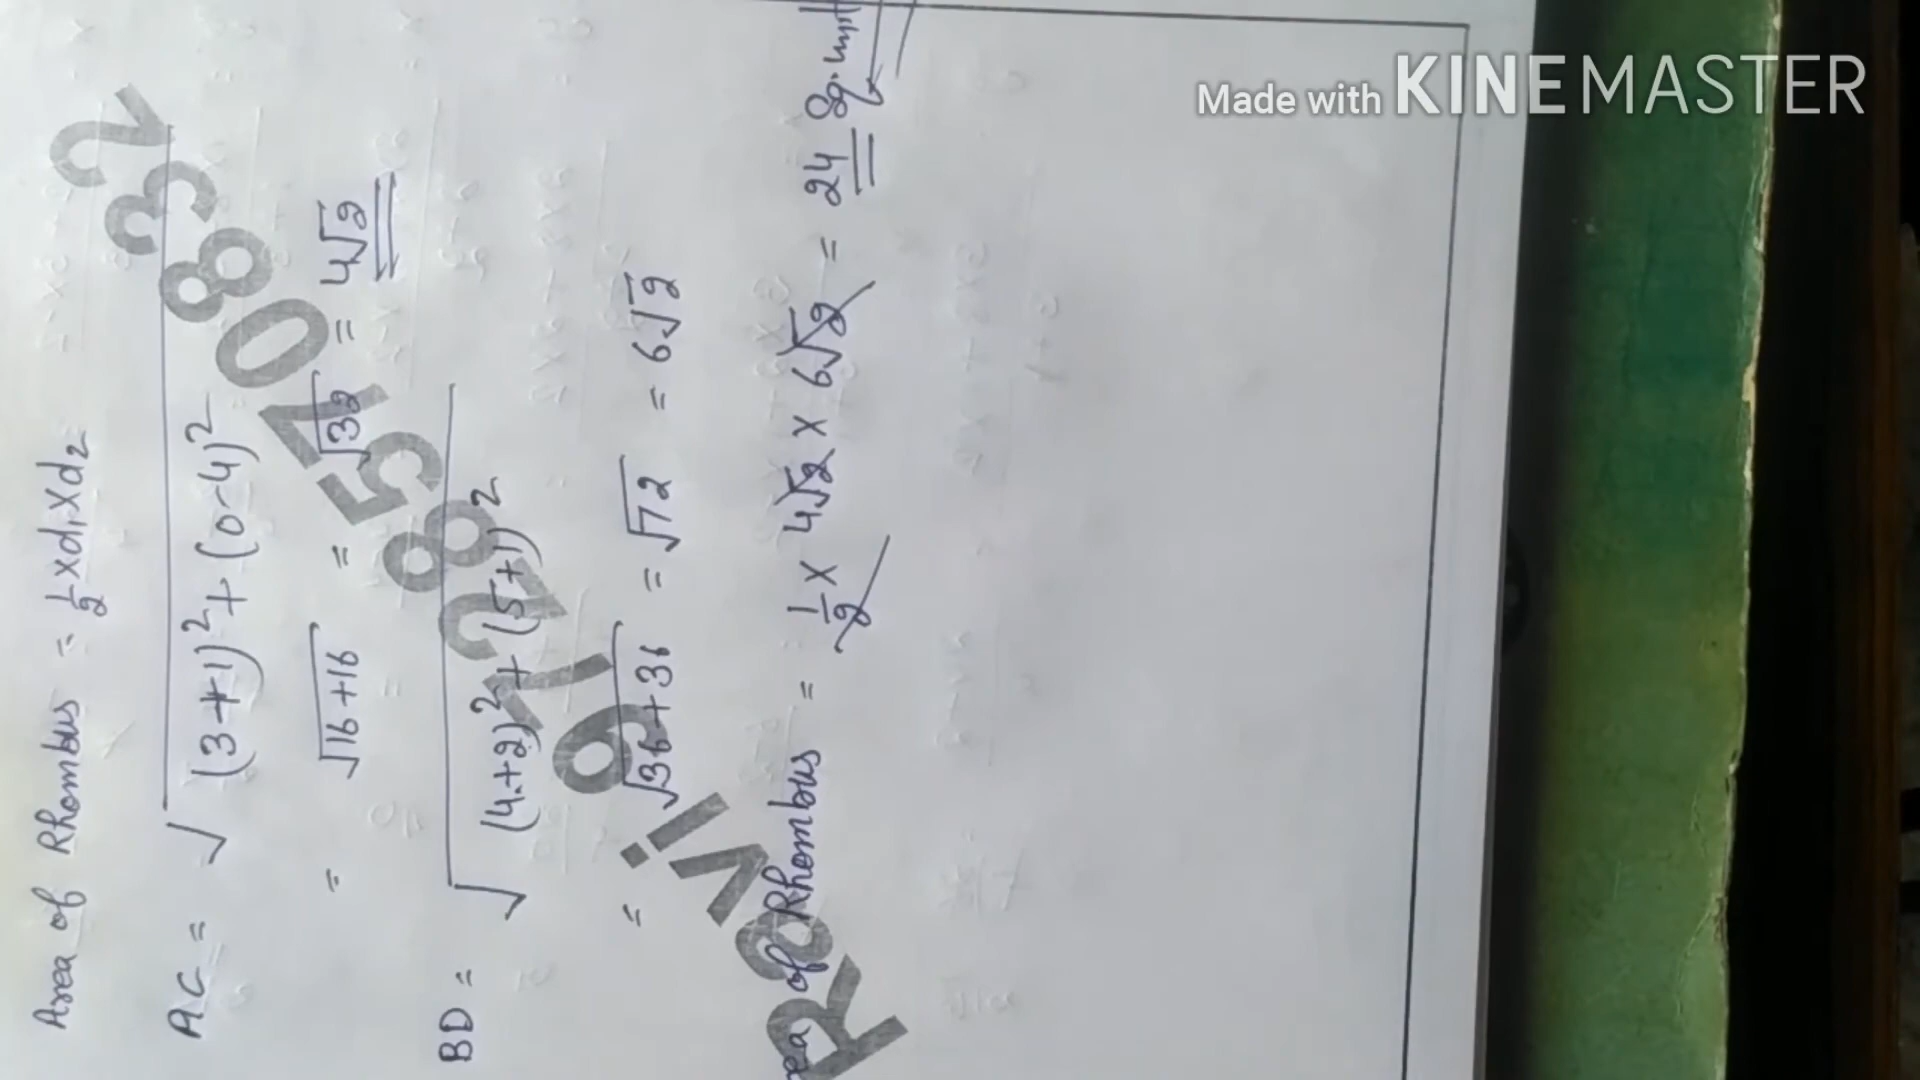 Area of Rhombus = 1/2 x d1 x d2
AC = √(3+1)² + (0-4)²
= √16+16 = √32 = 4√2
BD = √(4+2)² + (5+1)²
= √36+36 = √72 = 6√2
of Rhombus = 1/2 x 4√2 x 6√2 = 24 Sq.unit
Made with KINEMASTER